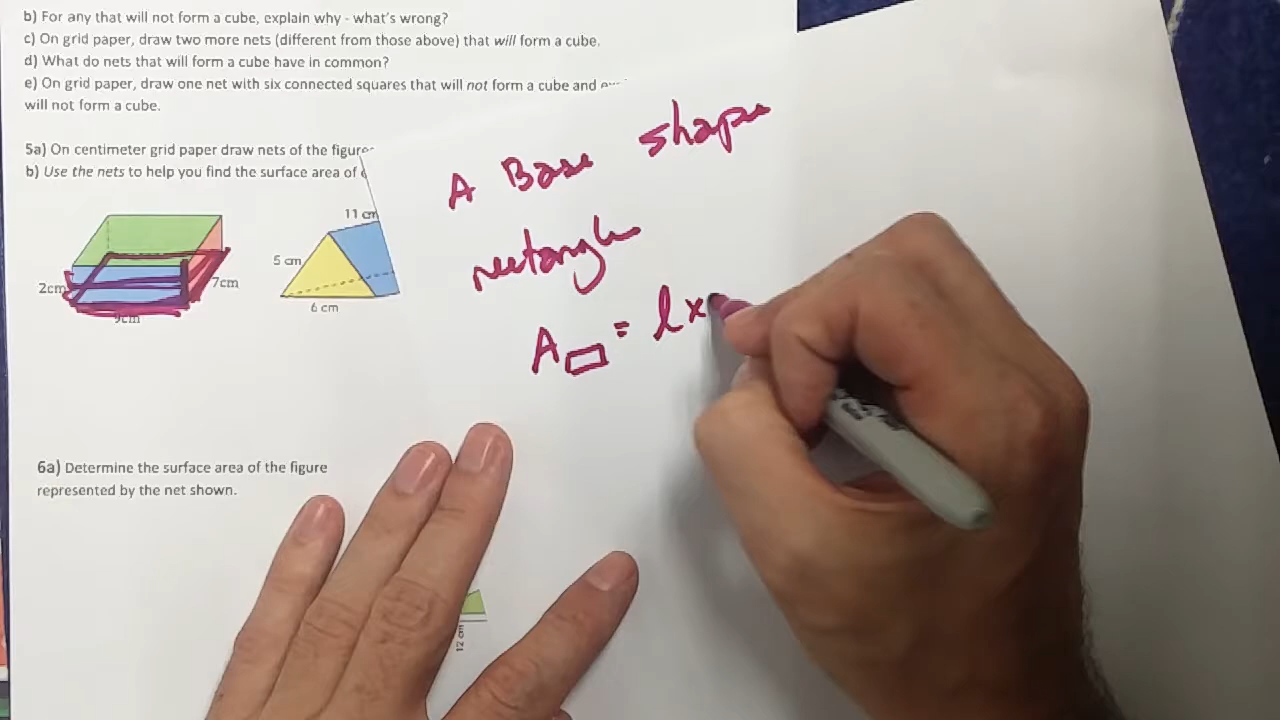 b) For any that will not form a cube, explain why - what's wrong?
c) On grid paper, draw two more nets (different from those above) that will form a cube.
d) What do nets that will form a cube have in common?
e) On grid paper, draw one net with six connected squares that will not form a cube and
will not form a cube.
5a) On centimeter grid paper draw nets of the figure
b) Use the nets to help you find the surface area of
2cm
7cm
9cm
11 cm
5 cm
6 cm
A Base shape
rectangle
A▭ = l x
6a) Determine the surface area of the figure
represented by the net shown.
12 cm